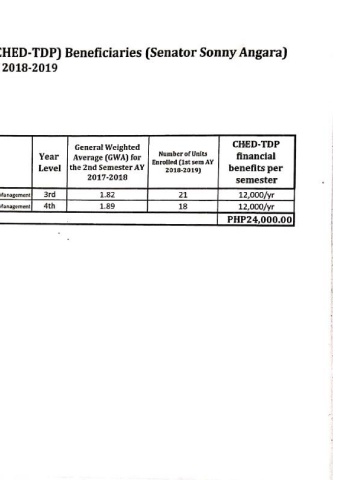 CHED-TDP) Beneficiaries (Senator Sonny Angara)
2018-2019
Year Level
General Weighted Average (GWA) for the 2nd Semester AY 2017-2018
Number of Units Enrolled (1st sem AY 2018-2019)
CHED-TDP financial benefits per semester
Management 3rd 1.82 21 12,000/yr
Management 4th 1.89 18 12,000/yr
PHP24,000.00